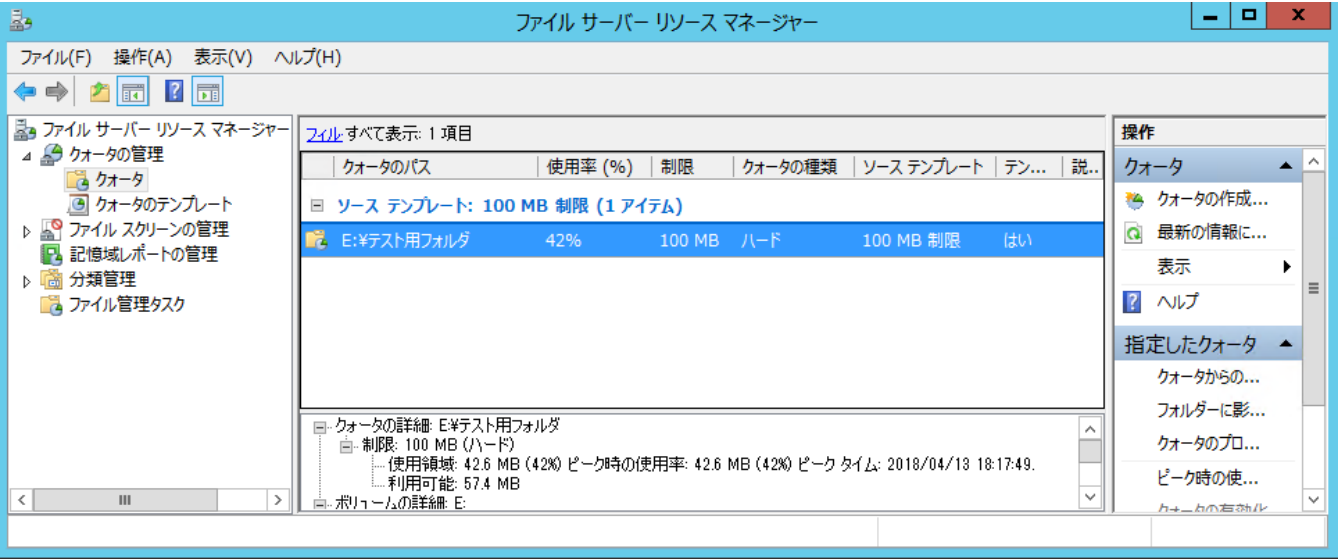 ファイル サーバー リソース マネージャー
ファイル(F) 操作(A) 表示(V) ヘルプ(H)
ファイル サーバー リソース マネージャー
クォータの管理
クォータ
クォータのテンプレート
ファイル スクリーンの管理
記憶域レポートの管理
分類管理
ファイル管理タスク
フィル すべて表示: 1 項目
クォータのパス 使用率 (%) 制限 クォータの種類 ソース テンプレート テン... 説...
ソース テンプレート: 100 MB 制限 (1 アイテム)
E:¥テスト用フォルダ 42% 100 MB ハード 100 MB 制限 はい
クォータの詳細: E:¥テスト用フォルダ
制限: 100 MB (ハード)
使用領域: 42.6 MB (42%) ピーク時の使用率: 42.6 MB (42%) ピーク タイム: 2018/04/13 18:17:49.
利用可能: 57.4 MB
ボリュームの詳細: E:
操作
クォータ
クォータの作成...
最新の情報に...
表示
ヘルプ
指定したクォータ
クォータからの...
フォルダーに影...
クォータのプロ...
ピーク時の使...
クォータの有効化